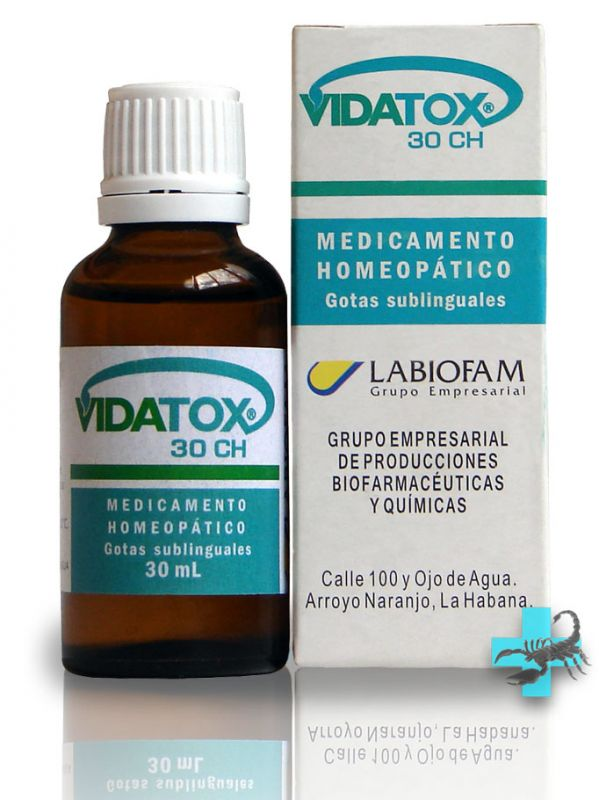 VIDATOX®
30 CH
MEDICAMENTO
HOMEOPÁTICO
Gotas sublinguales
30 mL
VIDATOX®
30 CH
MEDICAMENTO
HOMEOPÁTICO
Gotas sublinguales
LABIOFAM
Grupo Empresarial
GRUPO EMPRESARIAL
DE PRODUCCIONES
BIOFARMACÉUTICAS
Y QUÍMICAS
Calle 100 y Ojo de Agua.
Arroyo Naranjo, La Habana.